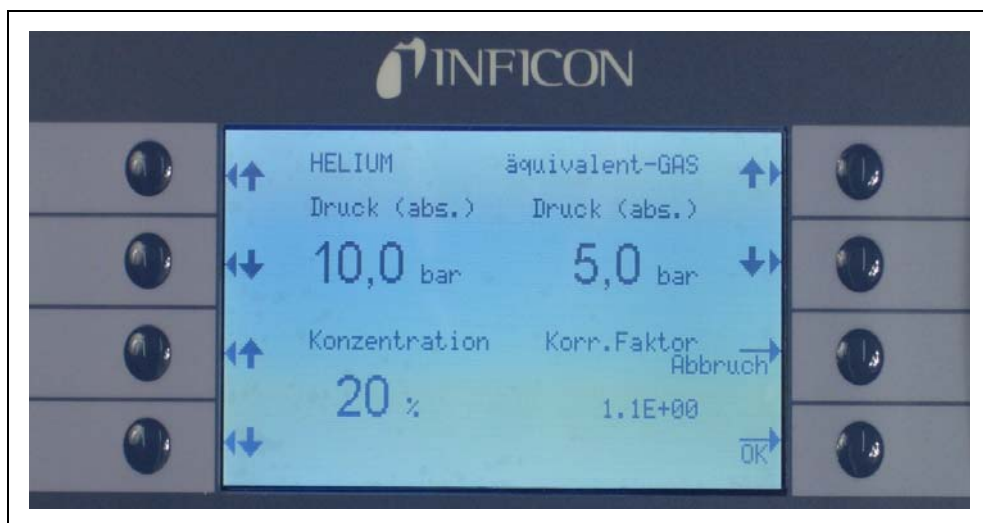 INFICON
HELIUM äquivalent-GAS
Druck (abs.) Druck (abs.)
10,0 bar 5,0 bar
Konzentration Korr.Faktor
Abbruch
20 % 1.1E+00
OK